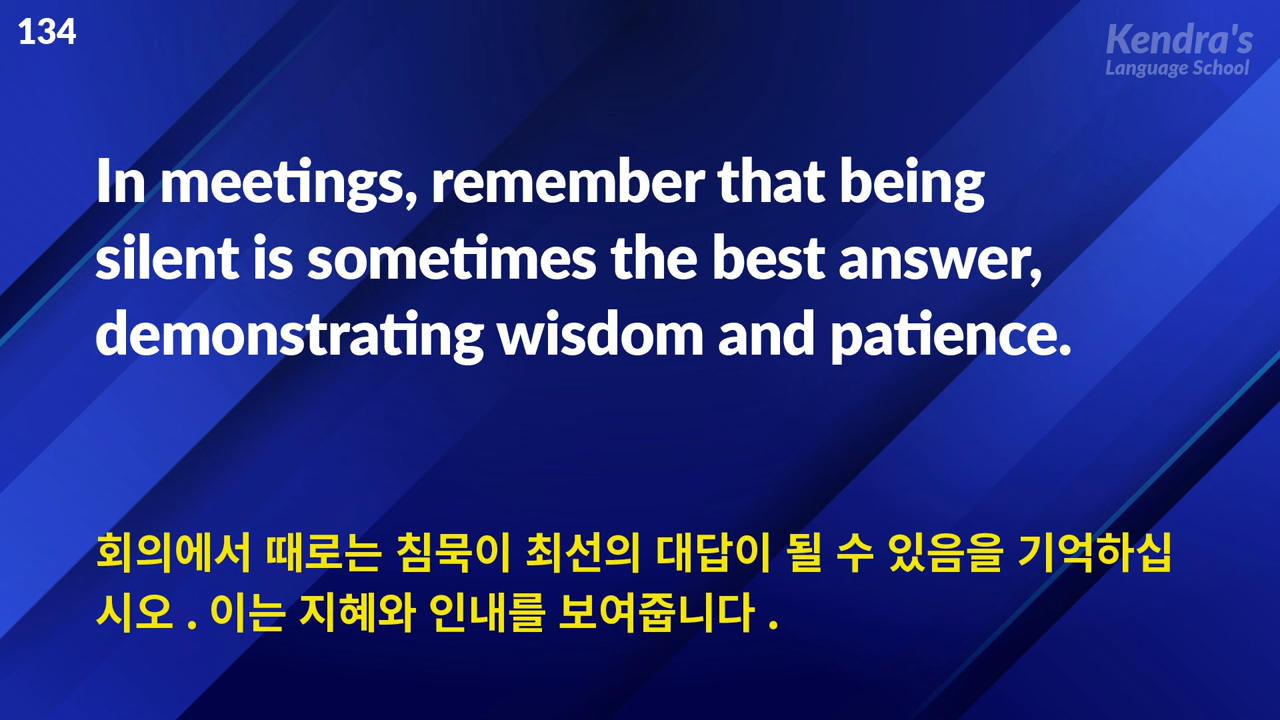 134
Kendra's
Language School
In meetings, remember that being
silent is sometimes the best answer,
demonstrating wisdom and patience.
회의에서 때로는 침묵이 최선의 대답이 될 수 있음을 기억하십
시오 . 이는 지혜와 인내를 보여줍니다 .